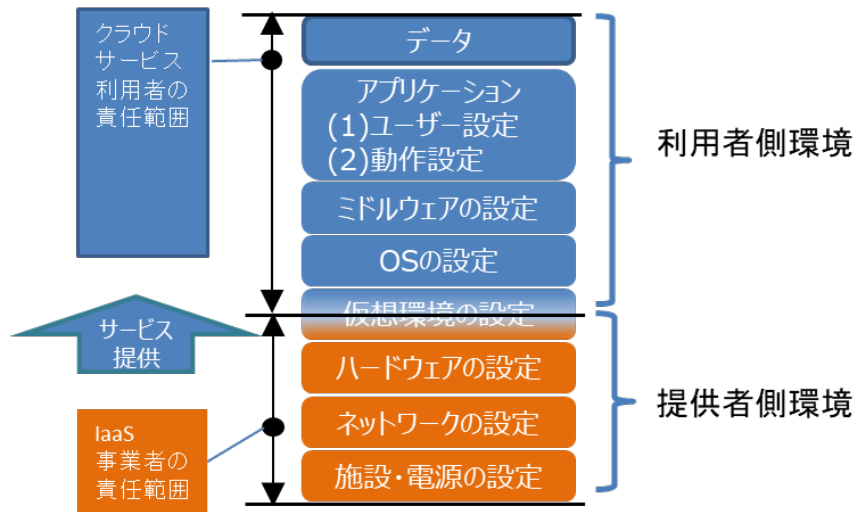 クラウド
サービス
利用者の
責任範囲
データ
アプリケーション
(1)ユーザー設定
(2)動作設定
ミドルウェアの設定
OSの設定
仮想環境の設定
ハードウェアの設定
ネットワークの設定
施設・電源の設定
サービス
提供
IaaS
事業者の
責任範囲
利用者側環境
提供者側環境